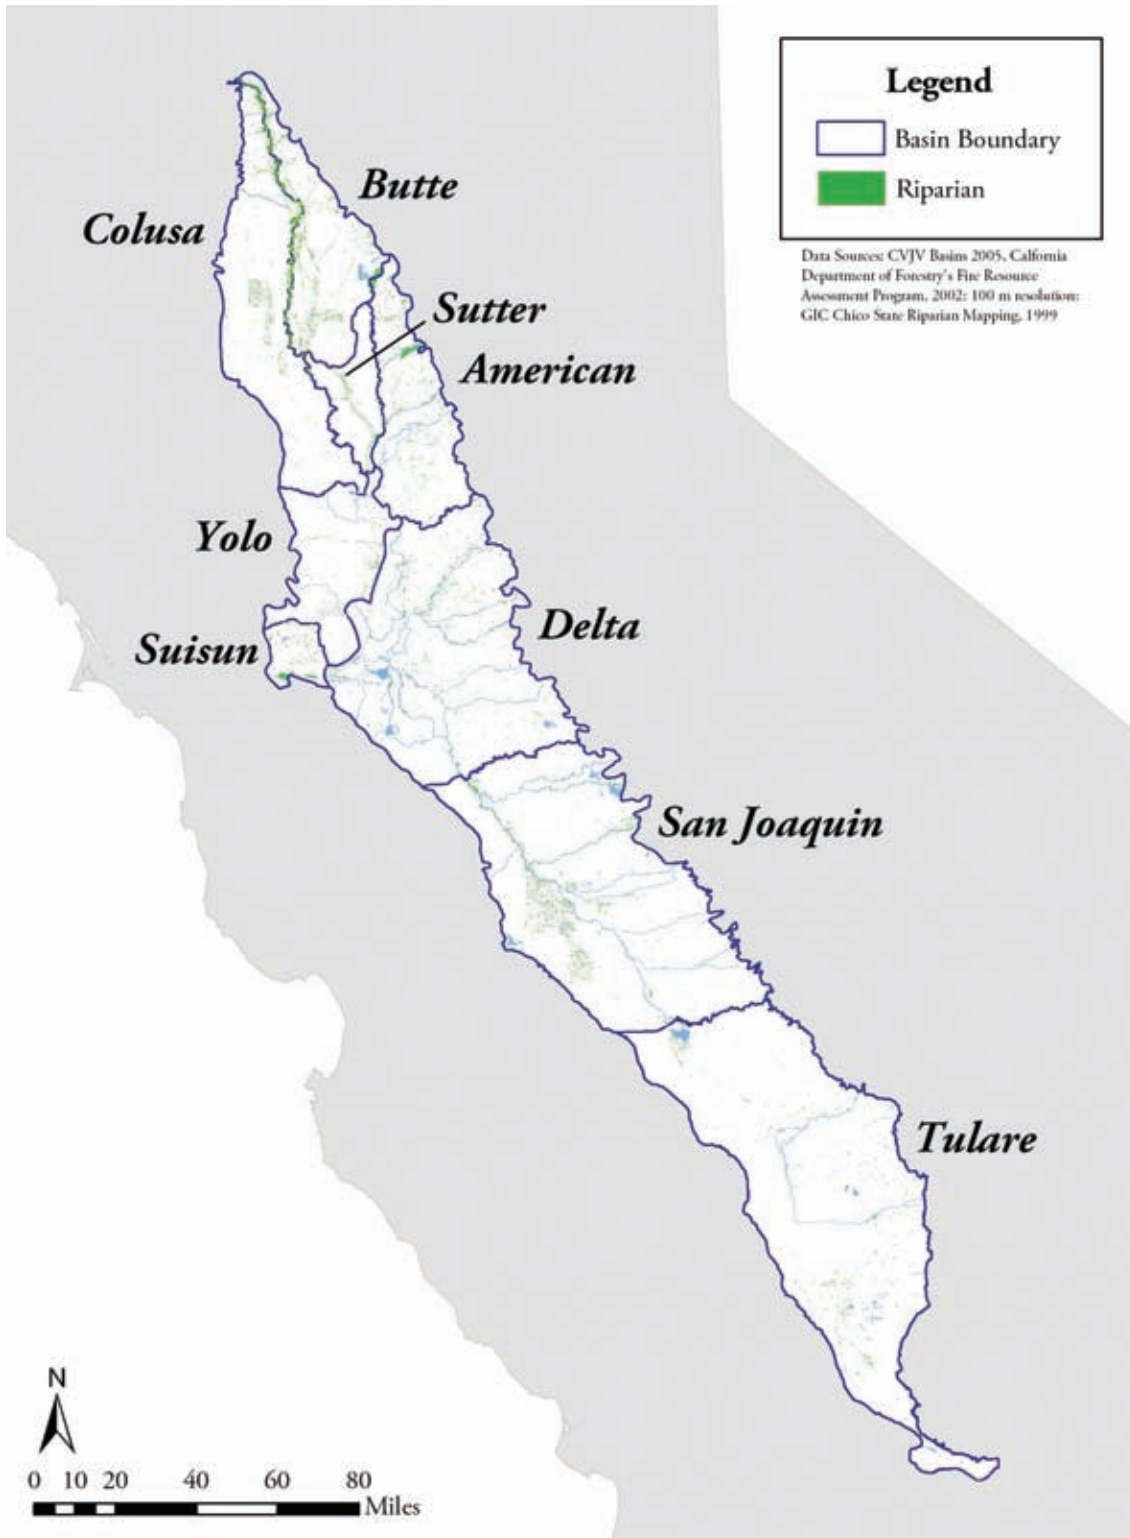 Legend
Basin Boundary
Riparian
Data Sources: CVJV Basins 2005, Calfornia
Department of Forestry's Fire Resource
Assessment Program, 2002; 100 m resolution;
GIC Chico State Riparian Mapping, 1999
Butte
Colusa
Sutter
American
Yolo
Delta
Suisun
San Joaquin
Tulare
N
0 10 20 40 60 80
Miles